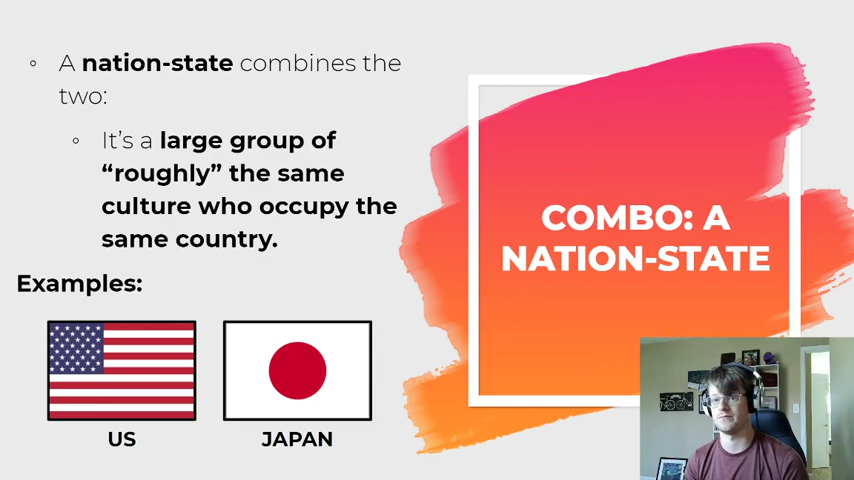 A nation-state combines the
two:
It’s a large group of
“roughly” the same
culture who occupy the
same country.
Examples:
US
JAPAN
COMBO: A
NATION-STATE